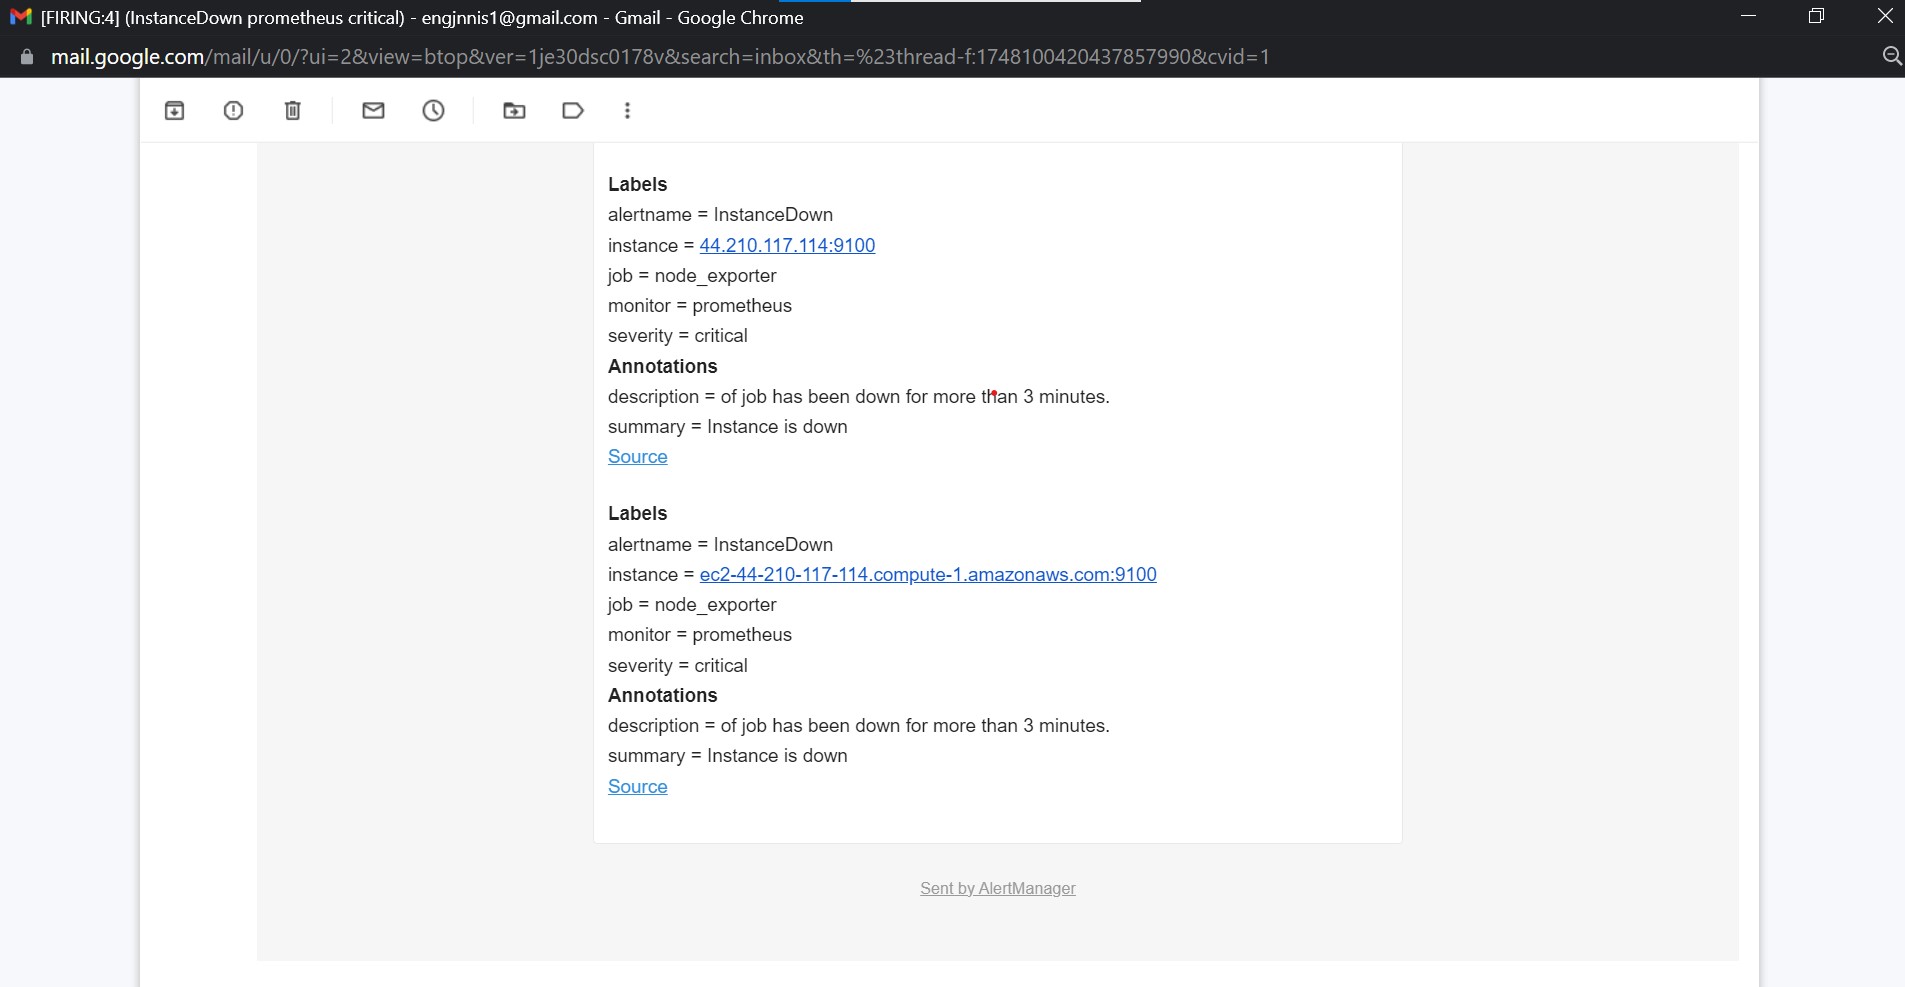 [FIRING:4] (InstanceDown prometheus critical) - engjnnis1@gmail.com - Gmail - Google Chrome
mail.google.com/mail/u/0/?ui=2&view=btop&ver=1je30dsc0178v&search=inbox&th=%23thread-f:1748100420437857990&cvid=1
Labels
alertname = InstanceDown
instance = 44.210.117.114:9100
job = node_exporter
monitor = prometheus
severity = critical
Annotations
description = of job has been down for more than 3 minutes.
summary = Instance is down
Source
Labels
alertname = InstanceDown
instance = ec2-44-210-117-114.compute-1.amazonaws.com:9100
job = node_exporter
monitor = prometheus
severity = critical
Annotations
description = of job has been down for more than 3 minutes.
summary = Instance is down
Source
Sent by AlertManager